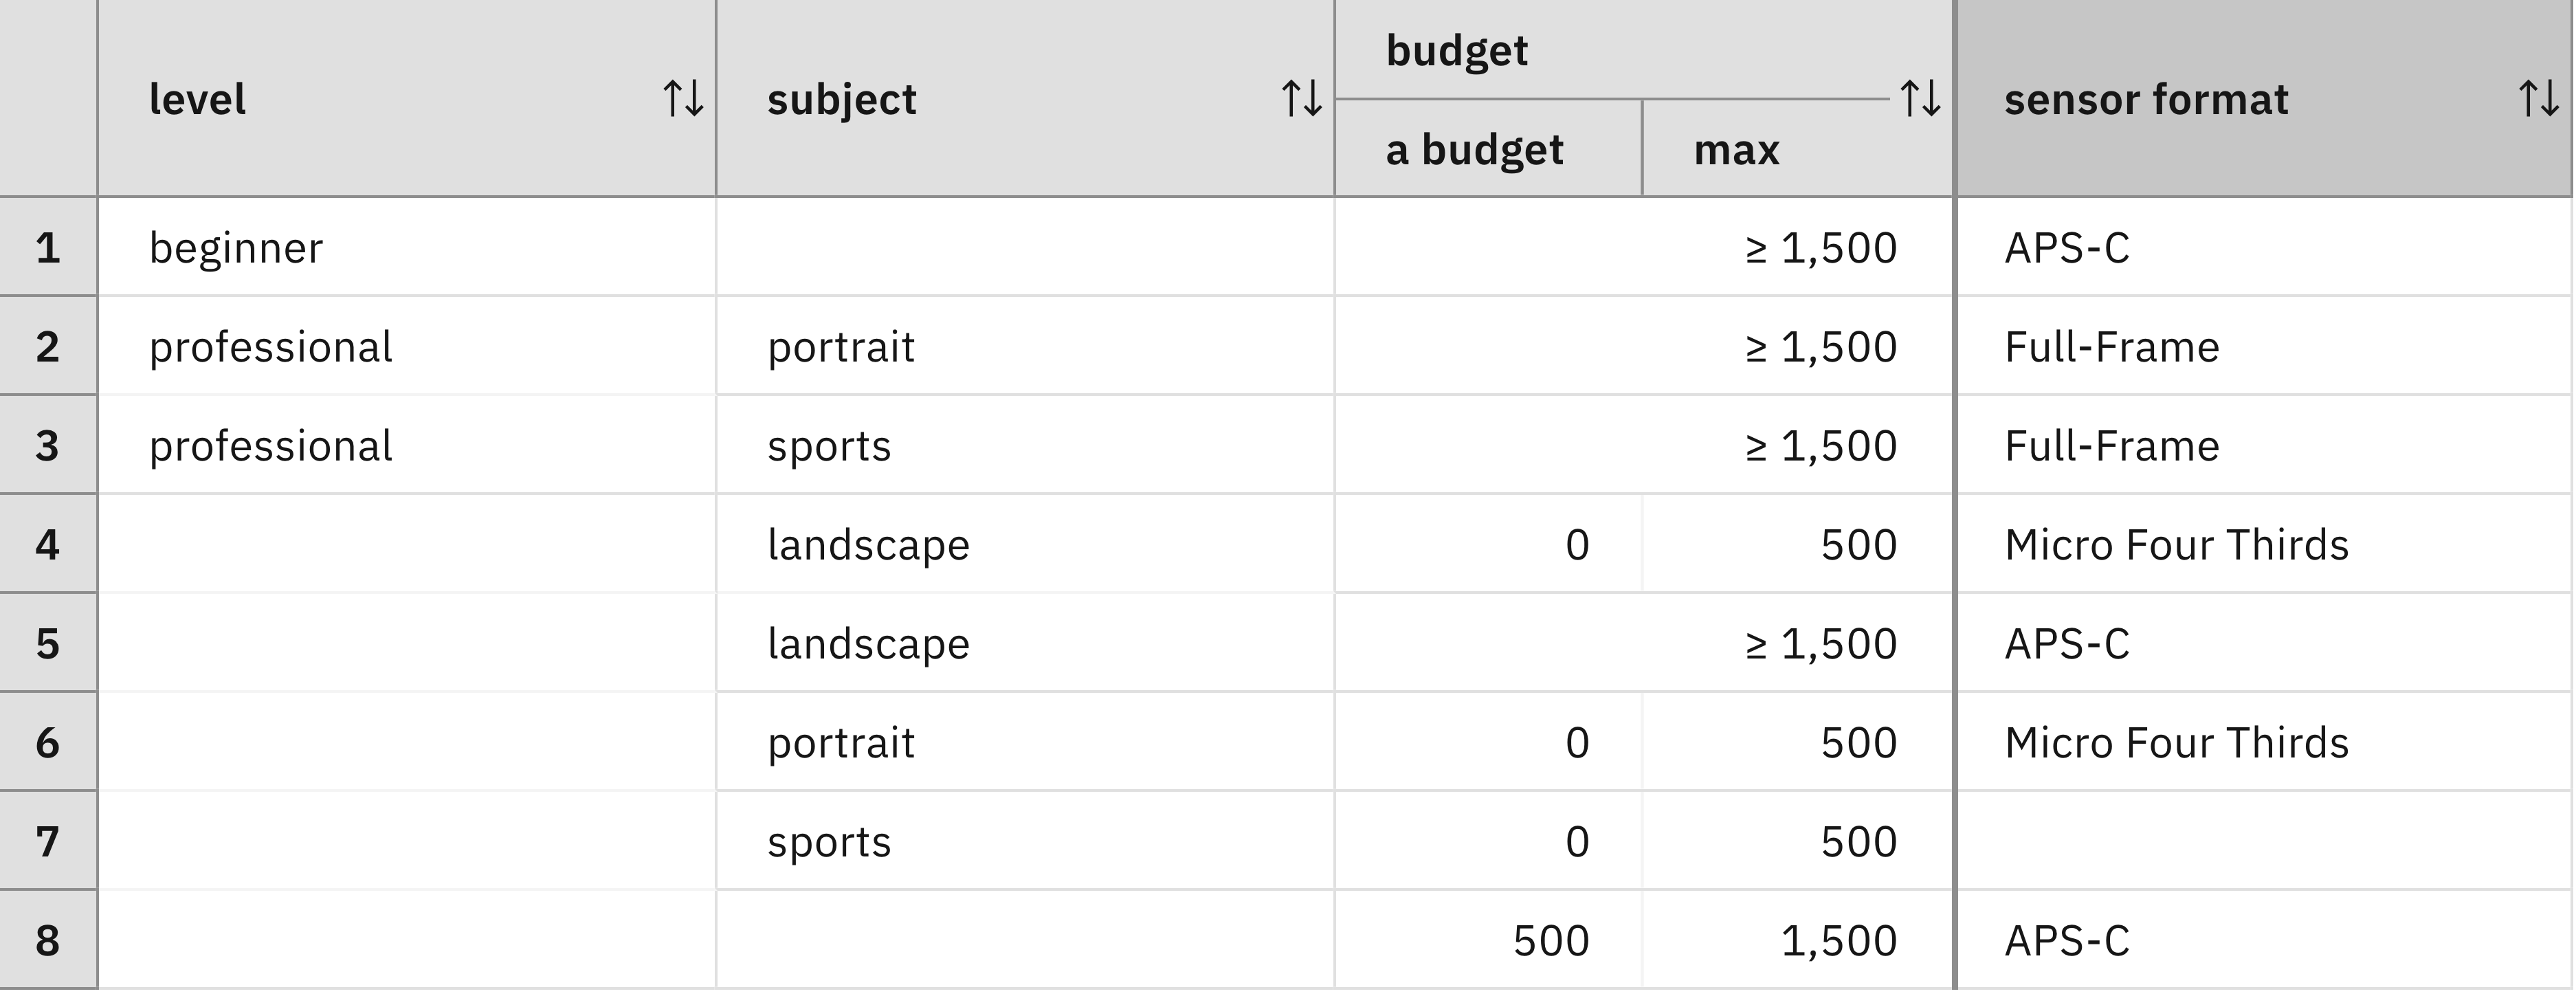 level ↑↓ subject ↑↓ budget ↑↓ sensor format ↑↓
a budget max
1 beginner ≥ 1,500 APS-C
2 professional portrait ≥ 1,500 Full-Frame
3 professional sports ≥ 1,500 Full-Frame
4 landscape 0 500 Micro Four Thirds
5 landscape ≥ 1,500 APS-C
6 portrait 0 500 Micro Four Thirds
7 sports 0 500
8 500 1,500 APS-C